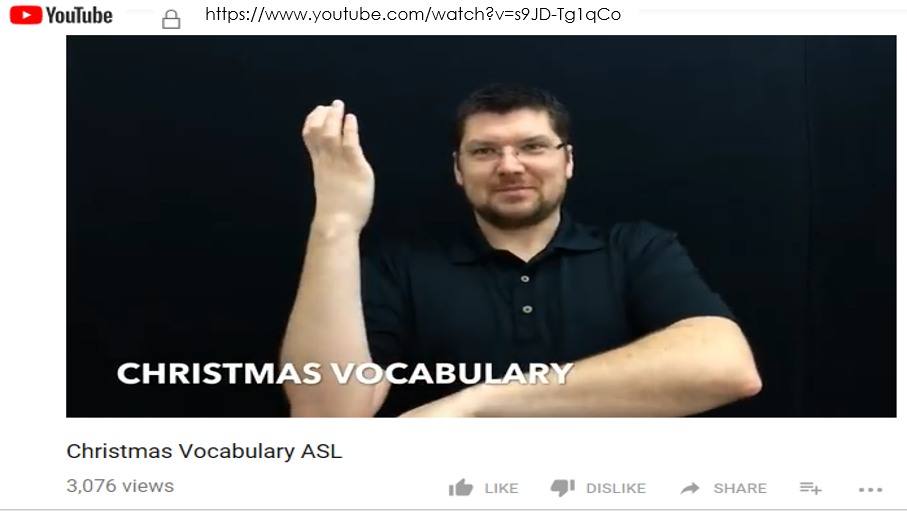 YouTube https://www.youtube.com/watch?v=s9JD-Tg1qCo
CHRISTMAS VOCABULARY
Christmas Vocabulary ASL
3,076 views LIKE DISLIKE SHARE